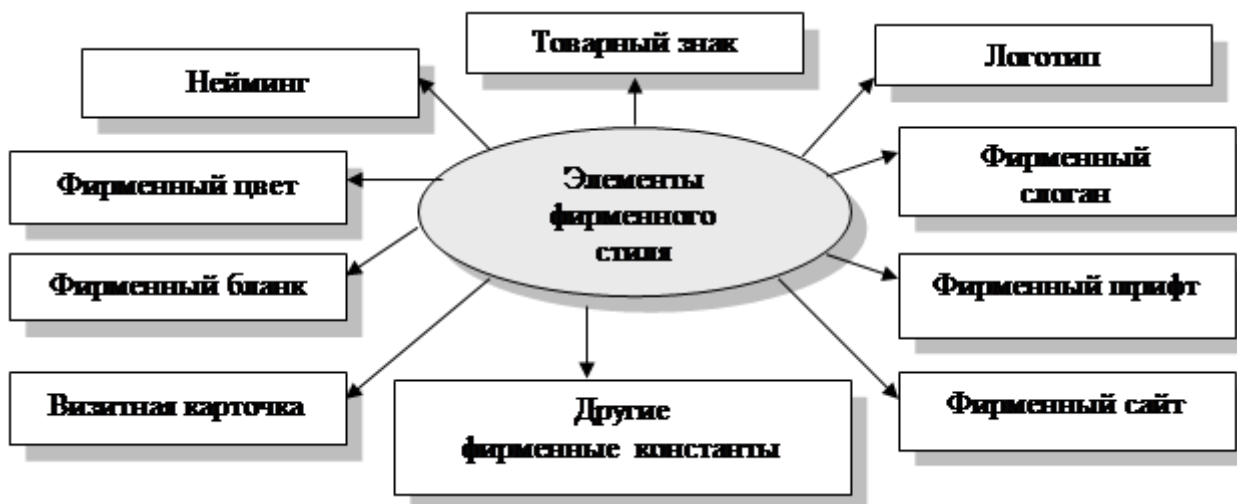 Товарный знак
Логотип
Нейминг
Фирменный
слоган
Фирменный цвет
Элементы
фирменного
стиля
Фирменный бланк
Фирменный шрифт
Визитная карточка
Другие
фирменные константы
Фирменный сайт